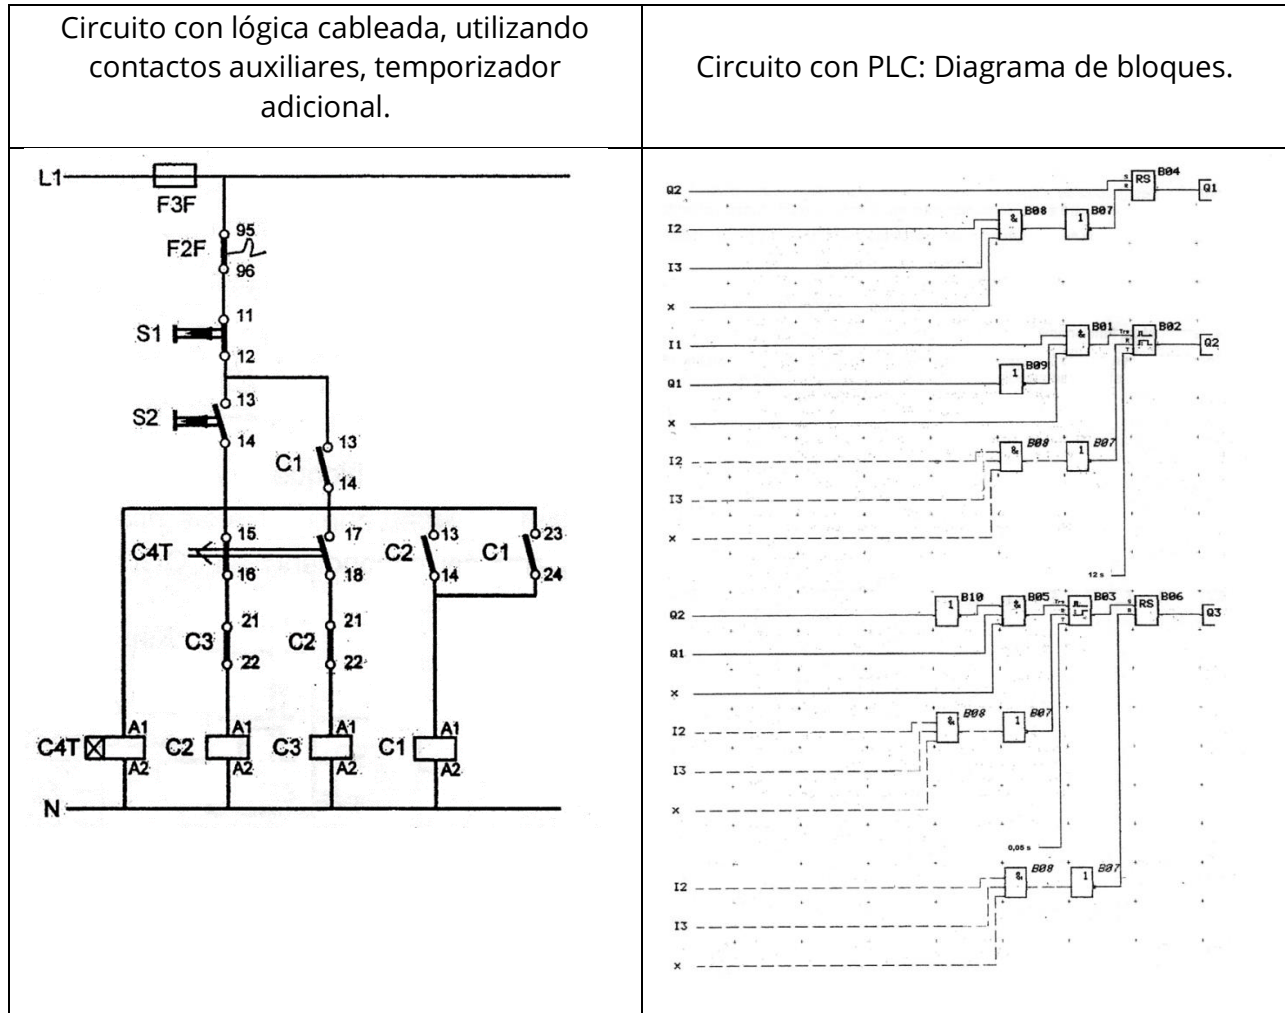 Circuito con lógica cableada, utilizando
contactos auxiliares, temporizador
adicional.
Circuito con PLC: Diagrama de bloques.
L1
F3F
95
F2F
96
11
S1
12
13
S2
14
13
C1
14
15
17
C4T
16
18
13
C2
14
23
C1
24
21
C3
22
21
C2
22
C4T
A1
A2
C2
A1
A2
C3
A1
A2
C1
A1
A2
N
Q2
S
R
RS
B04
Q1
I2
&
B08
1
B07
I3
x
I1
&
B01
Trg
R
T
B02
Q2
Q1
1
B09
x
I2
&
B08
1
B07
I3
x
12 s
Q2
1
B10
&
B05
Trg
R
T
B03
S
R
RS
B06
Q3
Q1
x
I2
&
B08
1
B07
I3
x
0,05 s
I2
&
B08
1
B07
I3
x